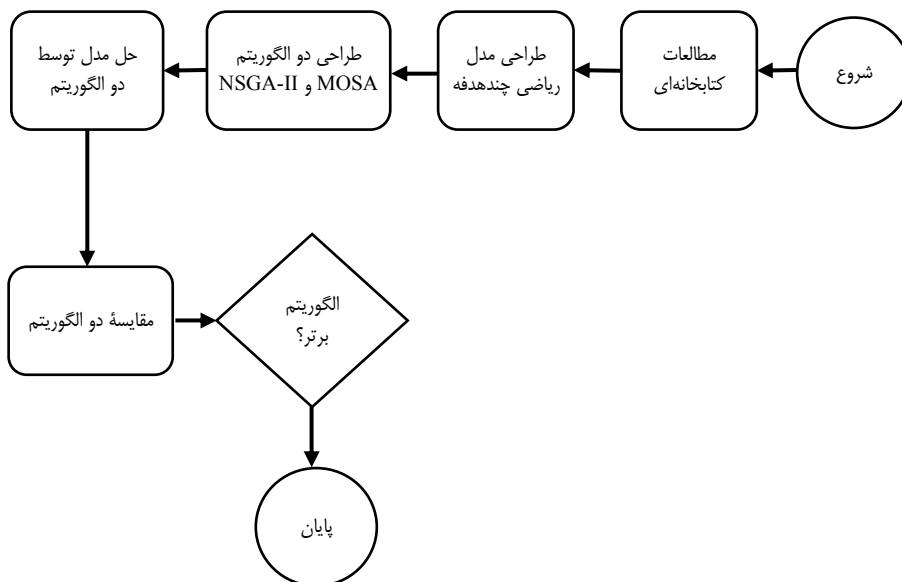 شروع
مطالعات
کتابخانه‌ای
طراحی مدل
ریاضی چندهدفه
طراحی دو الگوریتم
NSGA-II و MOSA
حل مدل توسط
دو الگوریتم
مقایسۀ دو الگوریتم
الگوریتم
برتر؟
پایان